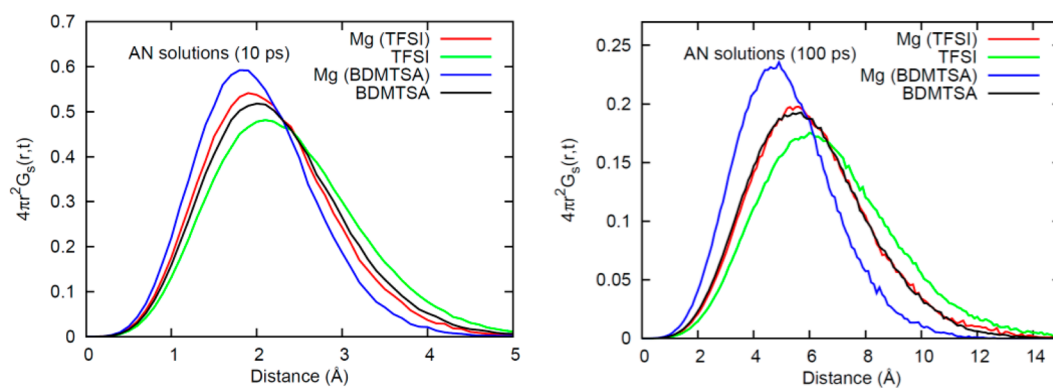 0.7
0.6
0.5
0.4
0.3
0.2
0.1
0
4πr²Gₛ(r,t)
AN solutions (10 ps)
Mg (TFSI)
TFSI
Mg (BDMTSA)
BDMTSA
0 1 2 3 4 5
Distance (Å)
0.25
0.2
0.15
0.1
0.05
0
4πr²Gₛ(r,t)
AN solutions (100 ps)
Mg (TFSI)
TFSI
Mg (BDMTSA)
BDMTSA
0 2 4 6 8 10 12 14
Distance (Å)